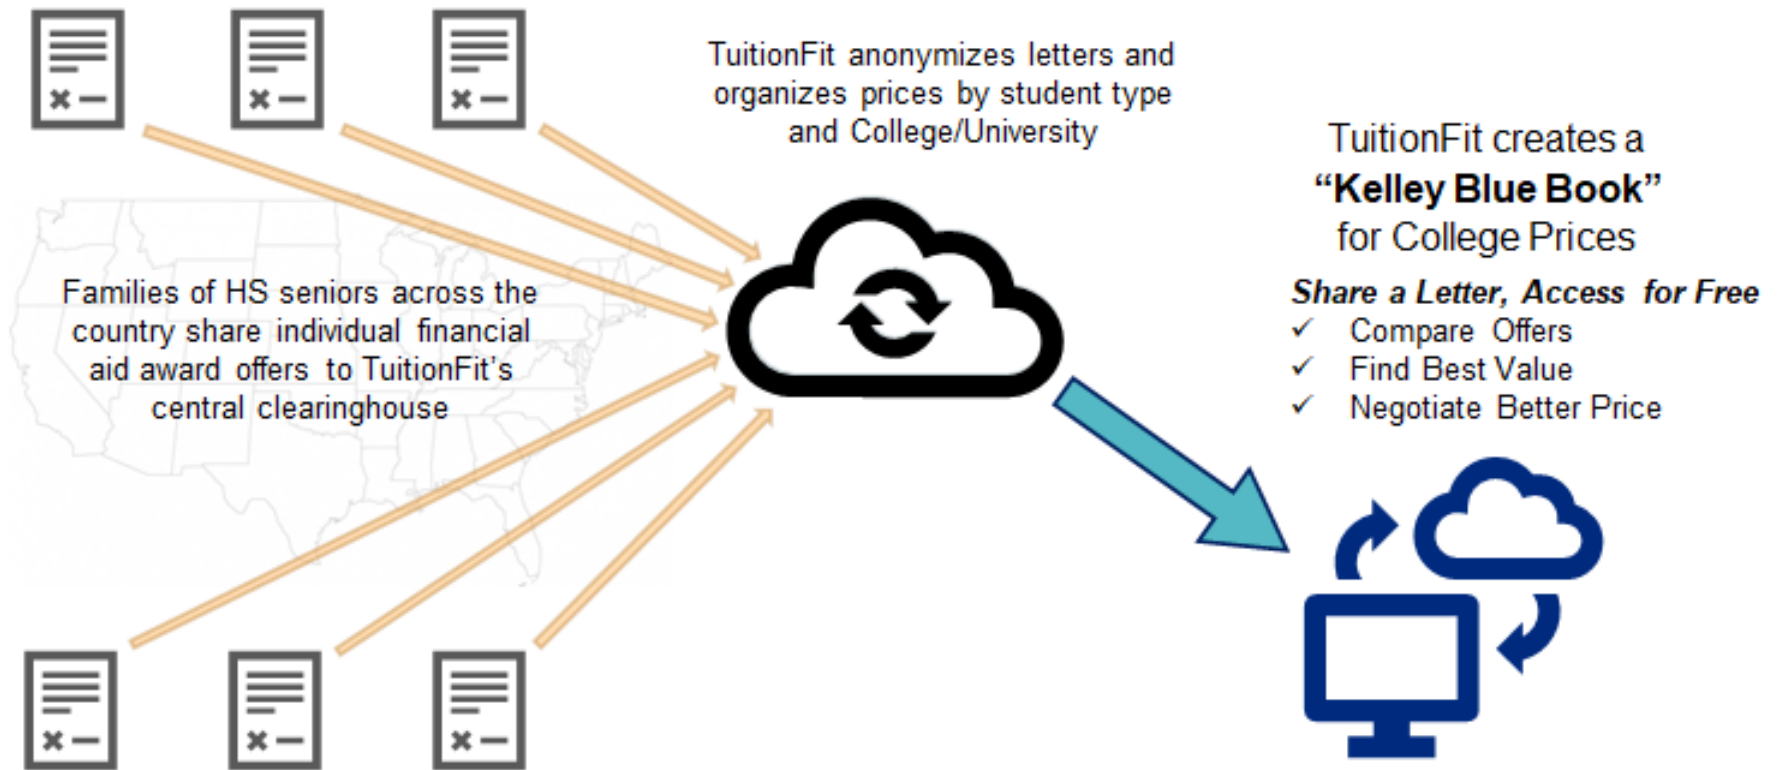 TuitionFit anonymizes letters and
organizes prices by student type
and College/University
Families of HS seniors across the
country share individual financial
aid award offers to TuitionFit's
central clearinghouse
TuitionFit creates a
“Kelley Blue Book”
for College Prices
Share a Letter, Access for Free
✓ Compare Offers
✓ Find Best Value
✓ Negotiate Better Price